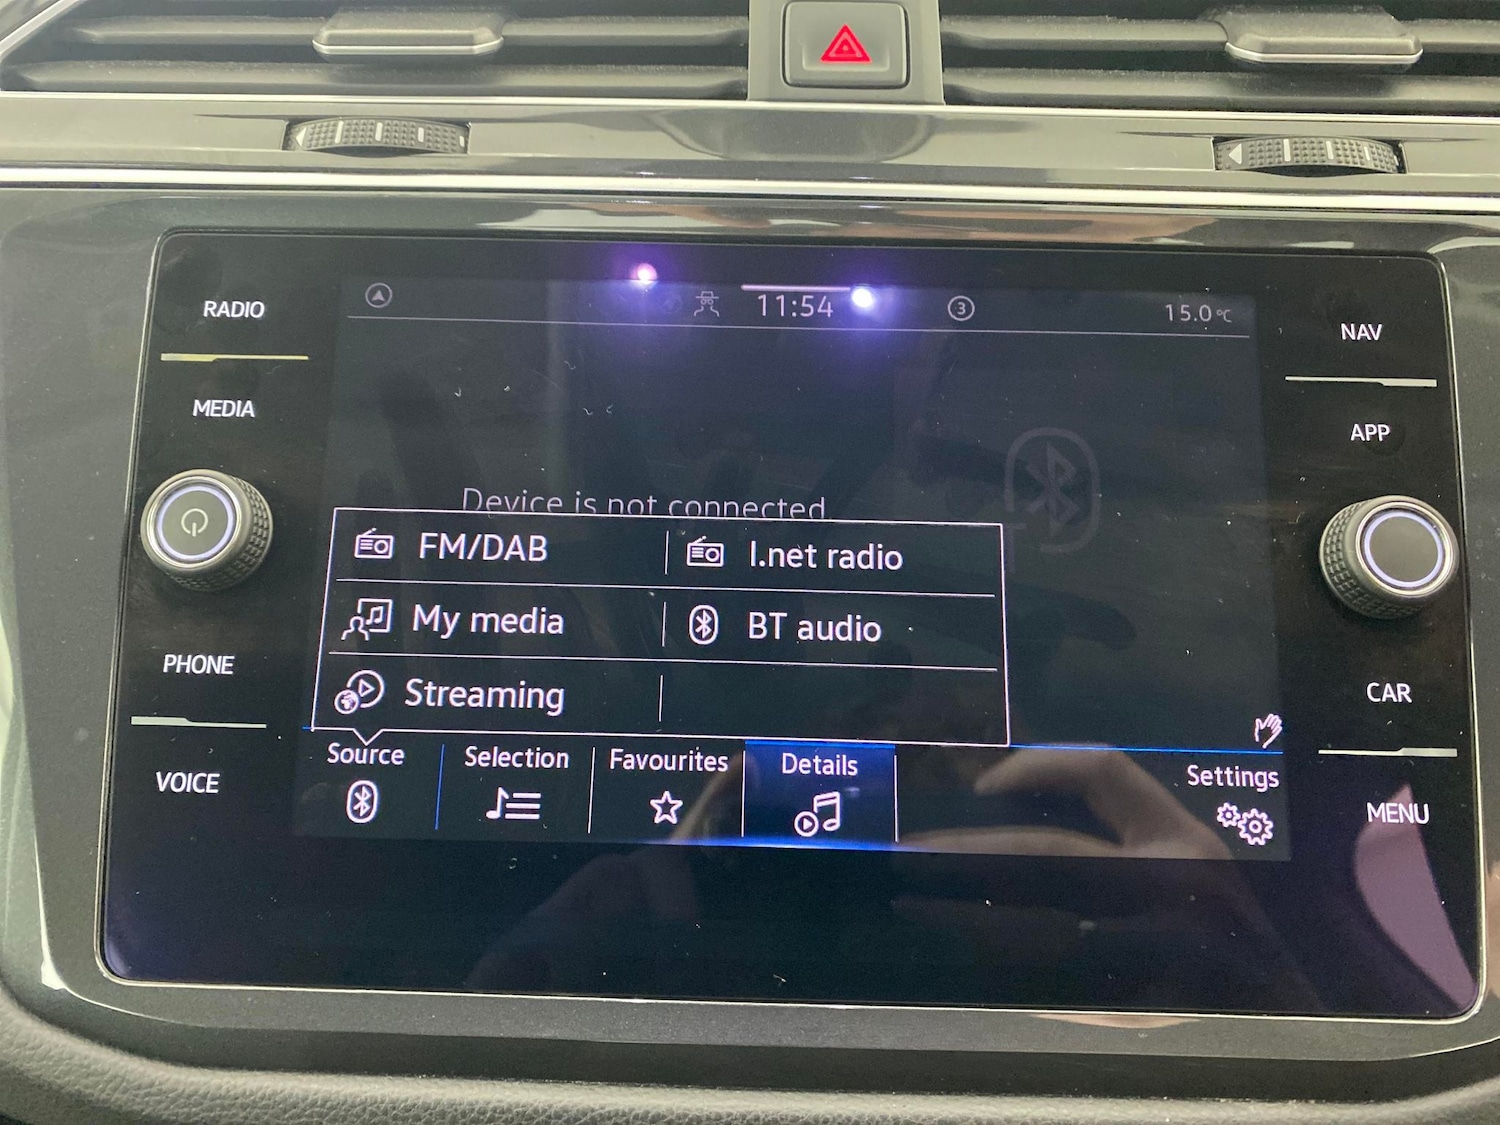 RADIO
MEDIA
PHONE
VOICE
11:54
3
15.0 °C
Device is not connected.
FM/DAB
I.net radio
My media
BT audio
Streaming
Source
Selection
Favourites
Details
Settings
NAV
APP
CAR
MENU